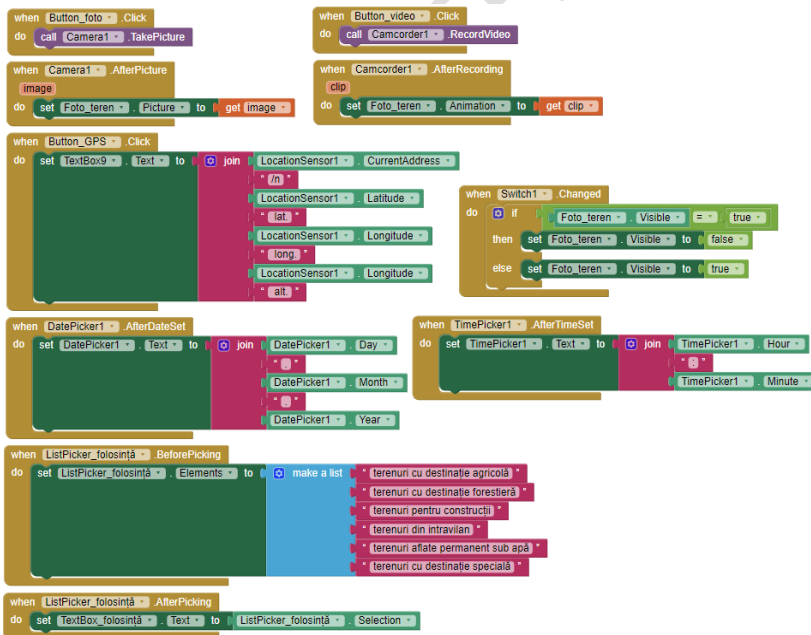 when Button_foto .Click
do call Camera1 .TakePicture
when Button_video .Click
do call Camcorder1 .RecordVideo
when Camera1 .AfterPicture
image
do set Foto_teren . Picture to get image
when Camcorder1 .AfterRecording
clip
do set Foto_teren . Animation to get clip
when Button_GPS .Click
do set TextBox9 . Text to join LocationSensor1 . CurrentAddress
" /n "
LocationSensor1 . Latitude
" lat. "
LocationSensor1 . Longitude
" long. "
LocationSensor1 . Longitude
" alt. "
when Switch1 .Changed
do if Foto_teren . Visible = true
then set Foto_teren . Visible to false
else set Foto_teren . Visible to true
when DatePicker1 .AfterDateSet
do set DatePicker1 . Text to join DatePicker1 . Day
" . "
DatePicker1 . Month
" . "
DatePicker1 . Year
when TimePicker1 .AfterTimeSet
do set TimePicker1 . Text to join TimePicker1 . Hour
" : "
TimePicker1 . Minute
when ListPicker_folosință .BeforePicking
do set ListPicker_folosință . Elements to make a list " terenuri cu destinație agricolă "
" terenuri cu destinație forestieră "
" terenuri pentru construcții "
" terenuri din intravilan "
" terenuri aflate permanent sub apă "
" terenuri cu destinație specială "
when ListPicker_folosință .AfterPicking
do set TextBox_folosință . Text to ListPicker_folosință . Selection